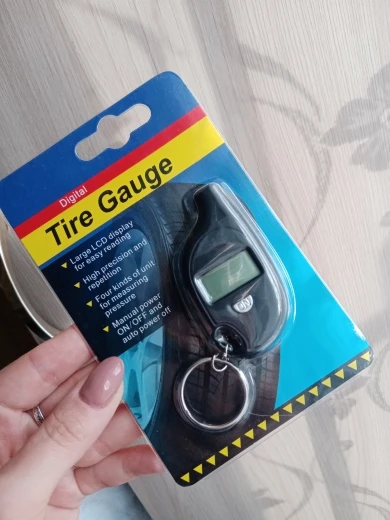 Digital
Tire Gauge
Large LCD display
for easy reading
High precision and
repetition
Four kinds of unit
for measuring
pressure
Manual power
ON/OFF and
auto power off